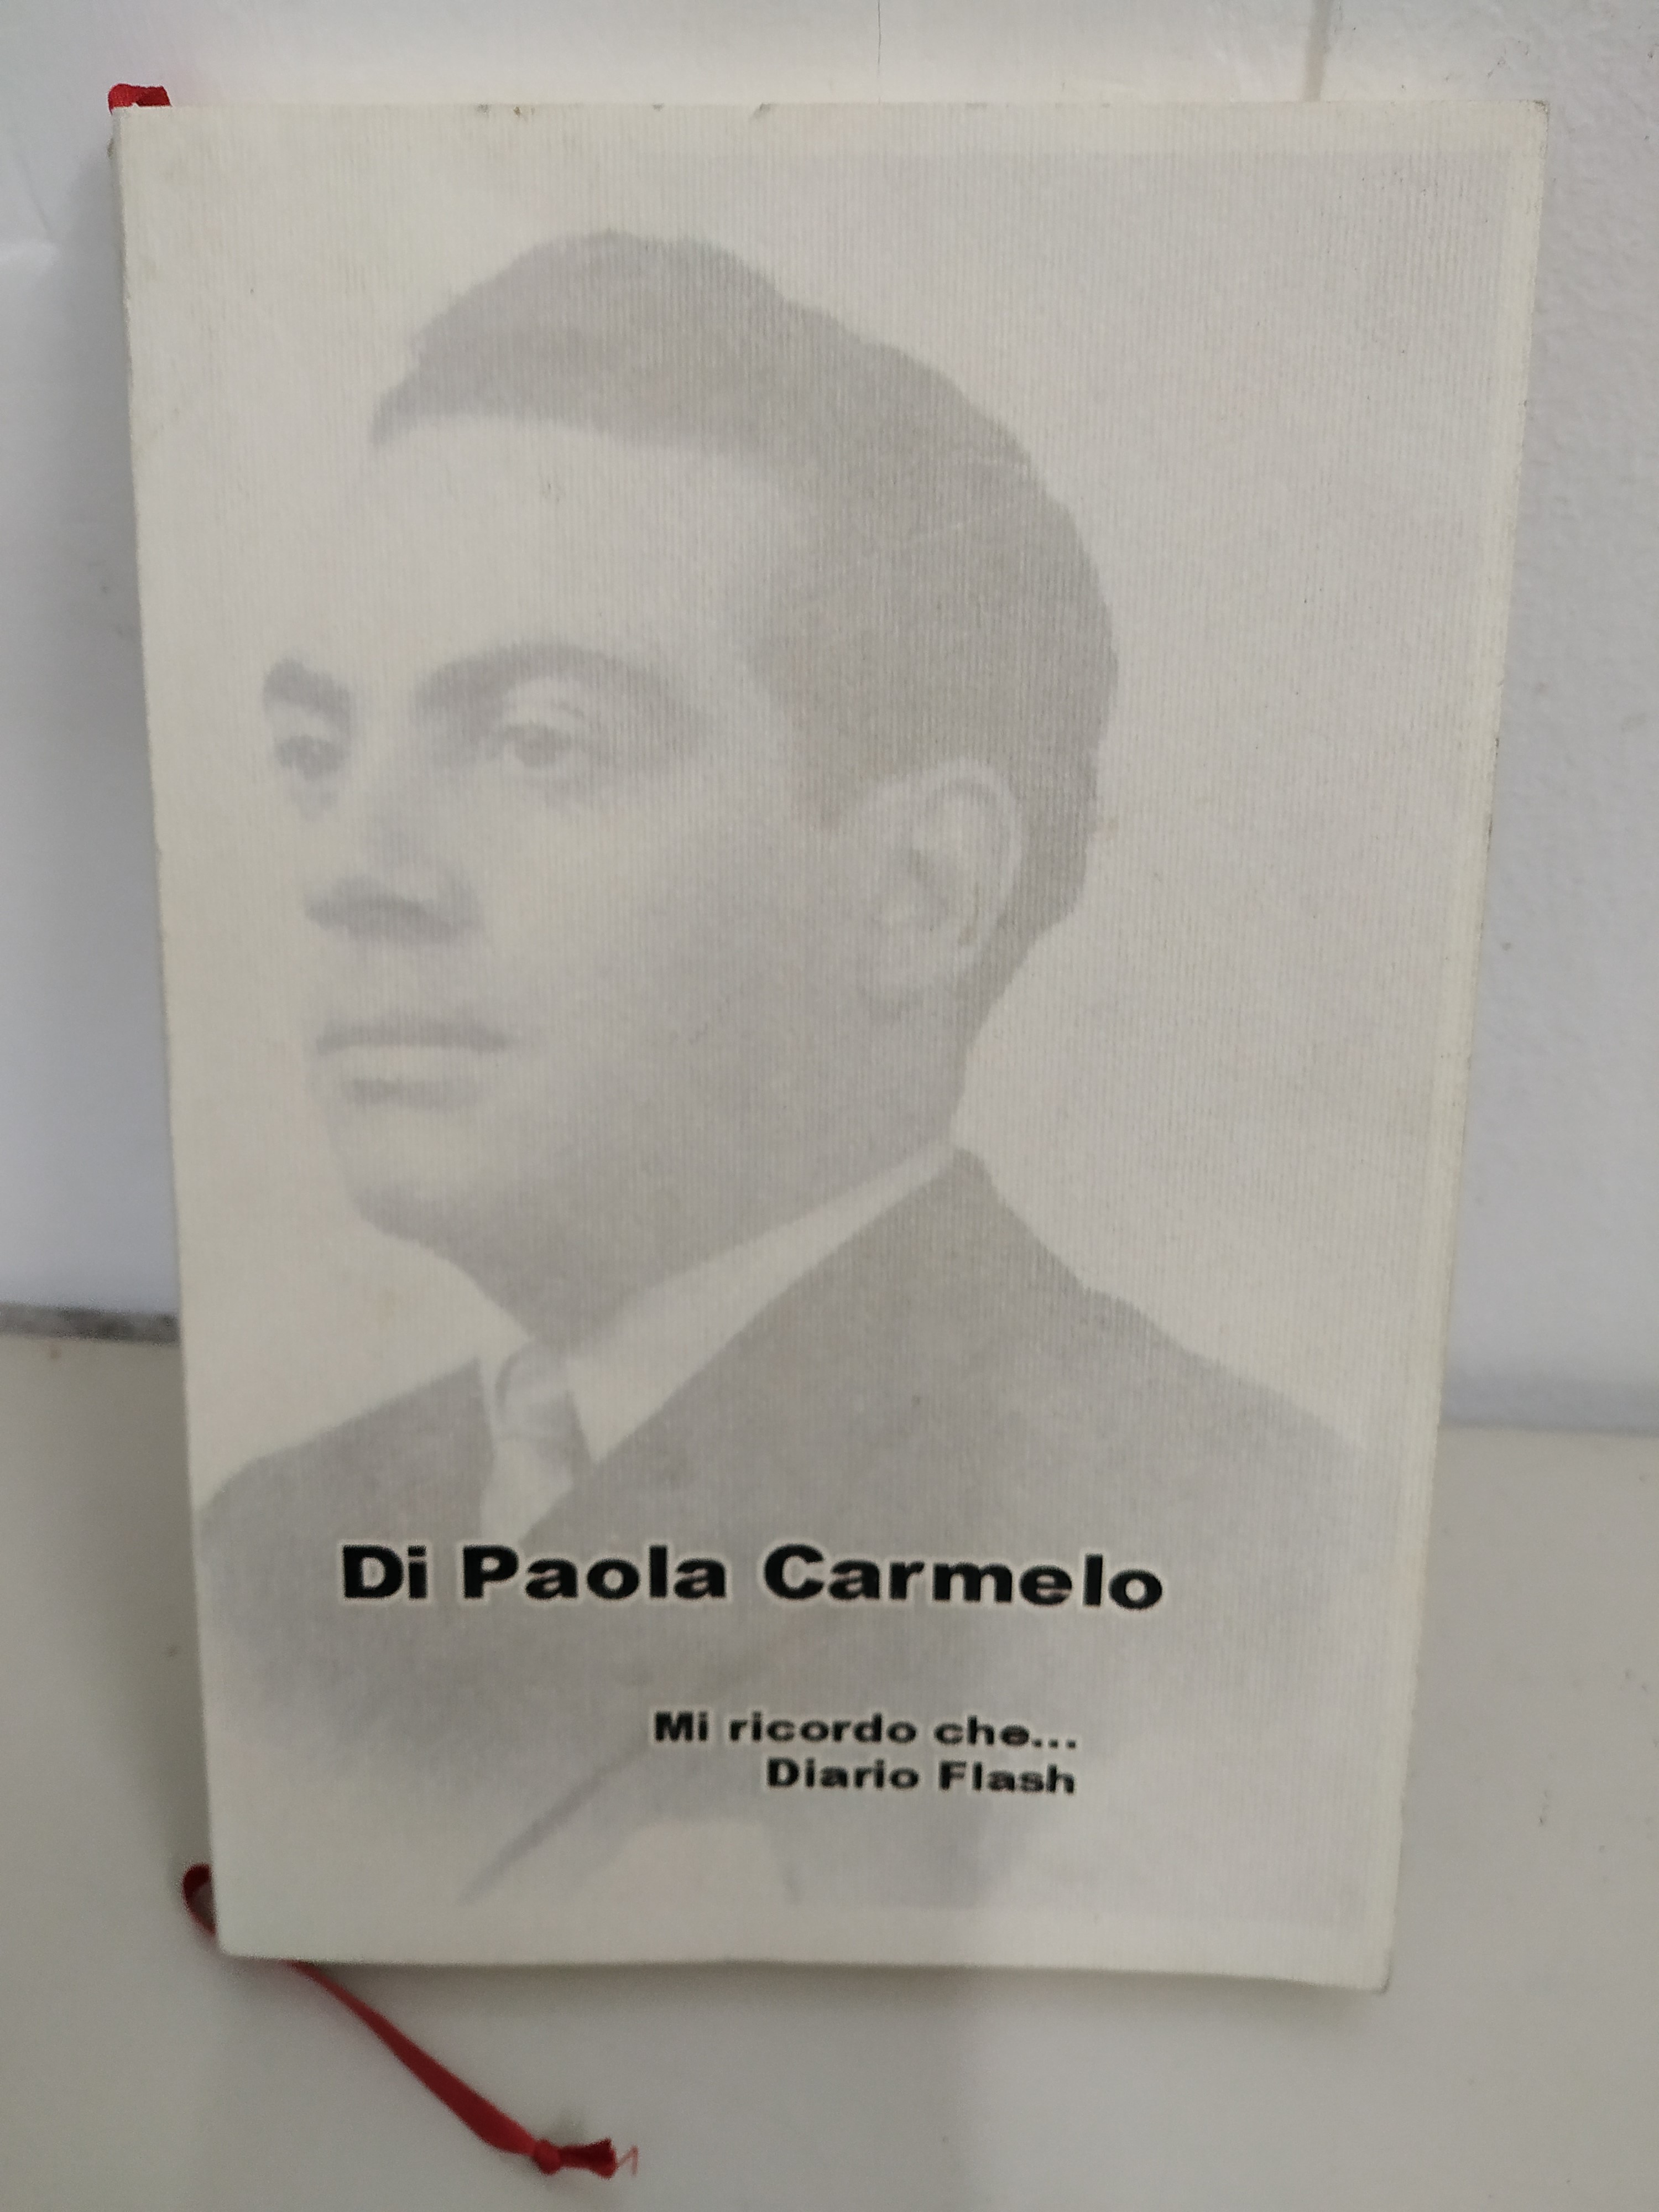 Di Paola Carmelo
Mi ricordo che...
Diario Flash